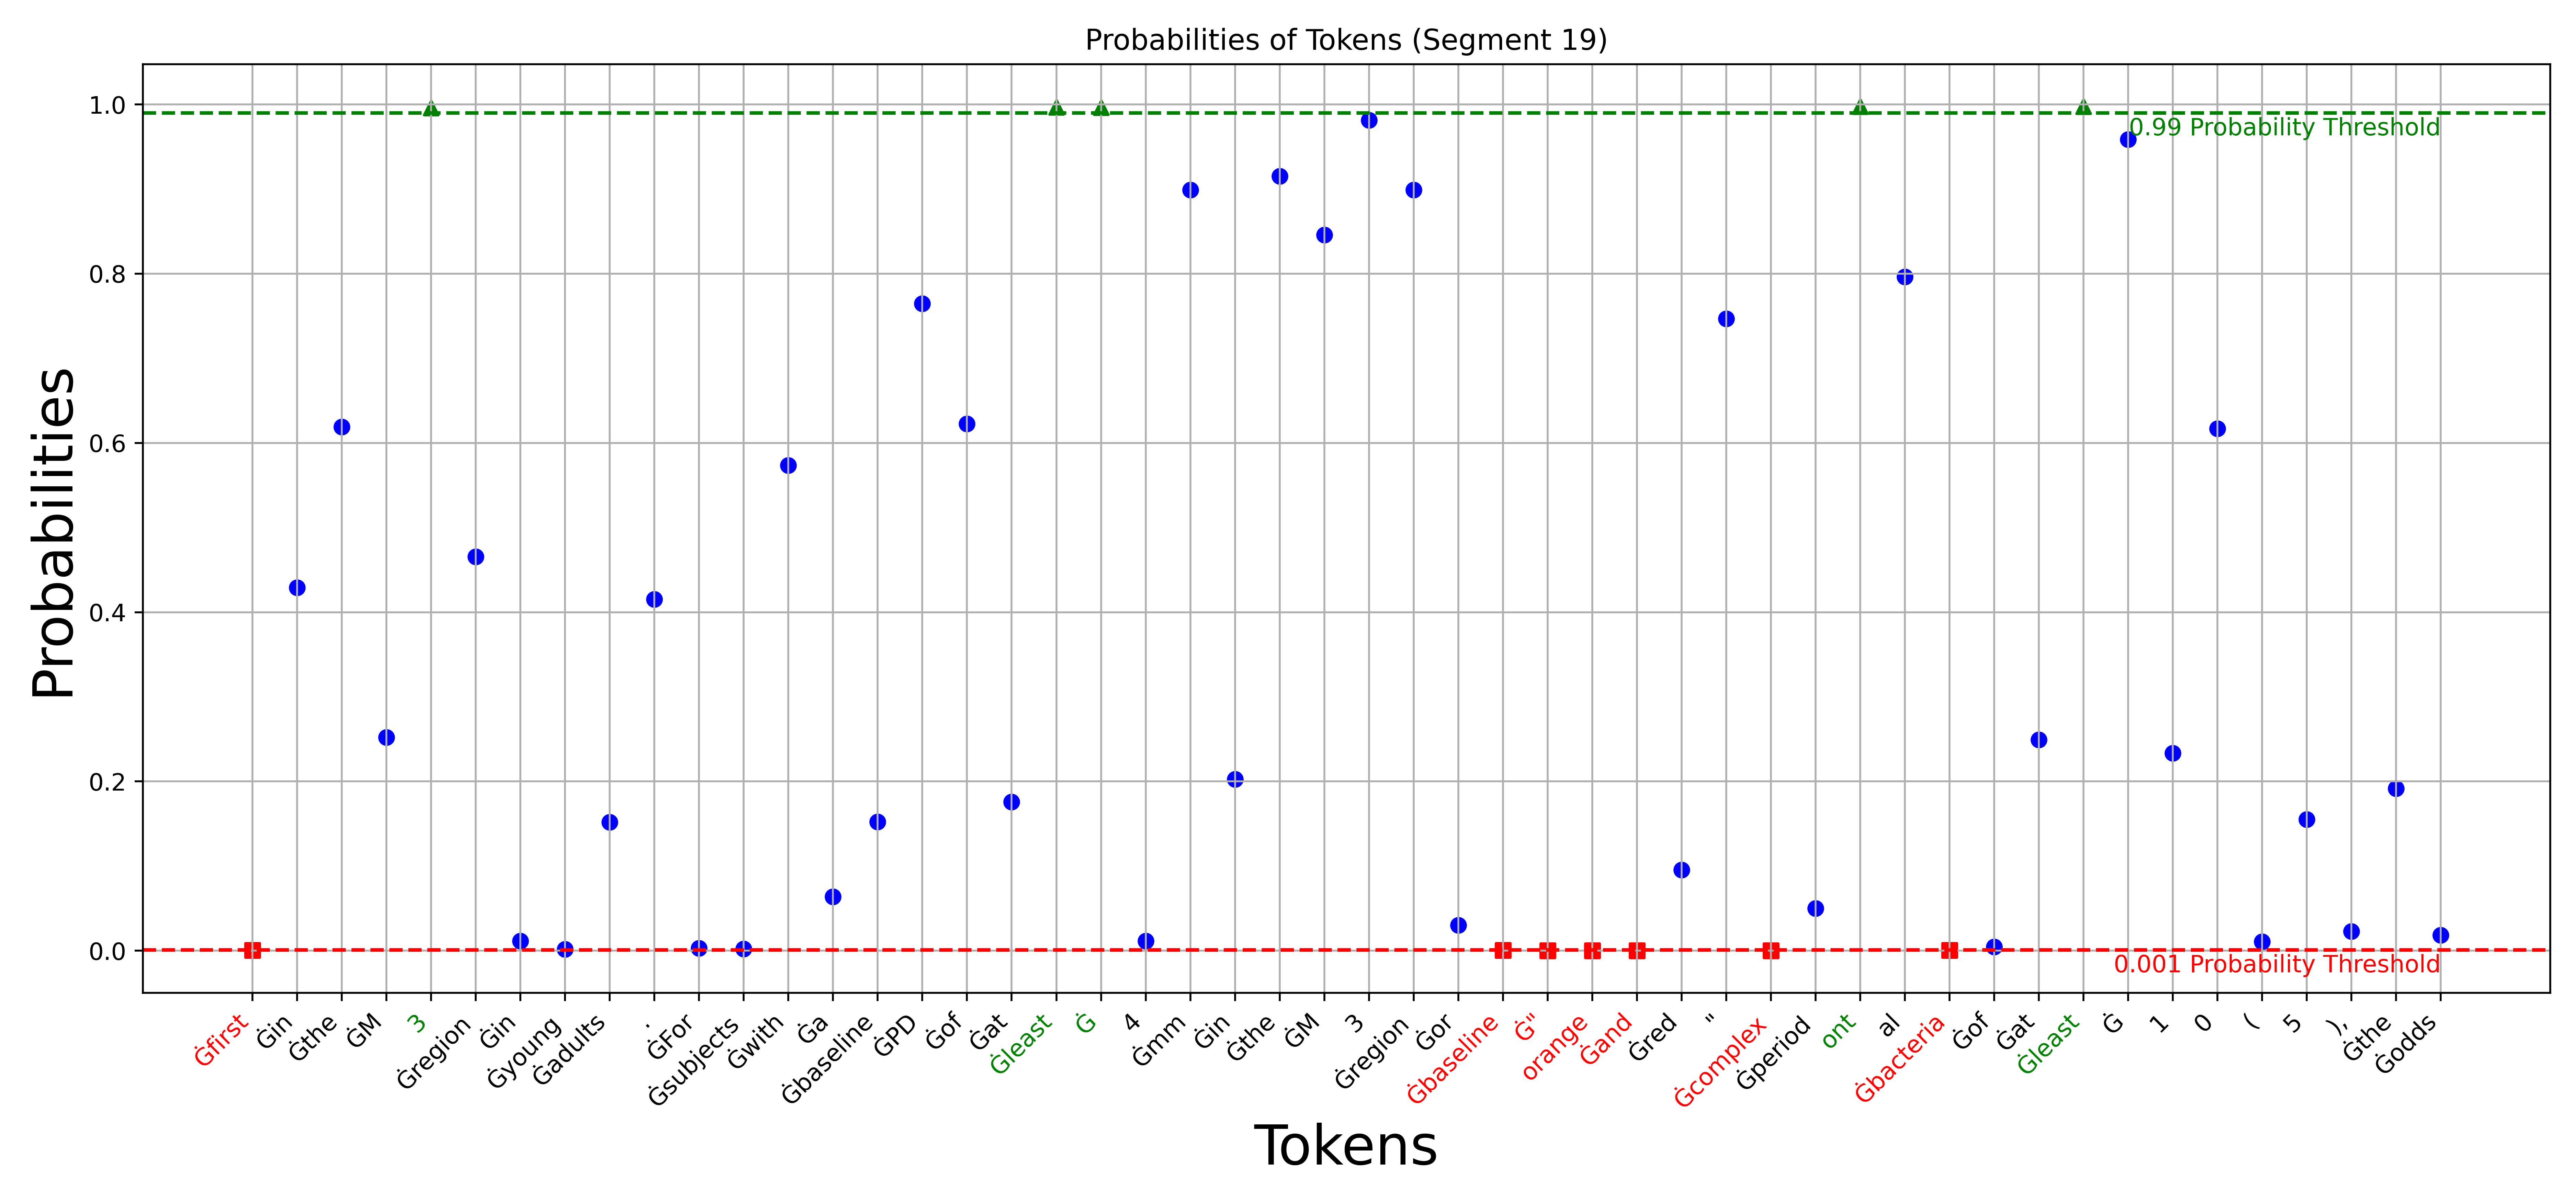 Probabilities of Tokens (Segment 19)
Probabilities
1.0
0.8
0.6
0.4
0.2
0.0
0.99 Probability Threshold
0.001 Probability Threshold
Ġfirst
Ġin
Ġthe
ĠM
3
Ġregion
Ġin
Ġyoung
Ġadults
.
ĠFor
Ġsubjects
Ġwith
Ġa
Ġbaseline
ĠPD
Ġof
Ġat
Ġleast
Ġ
4
Ġmm
Ġin
Ġthe
ĠM
3
Ġregion
Ġor
Ġbaseline
Ġ"
orange
Ġand
Ġred
"
Ġcomplex
Ġperiod
ont
al
Ġbacteria
Ġof
Ġat
Ġleast
Ġ
1
0
(
5
),
Ġthe
Ġodds
Tokens